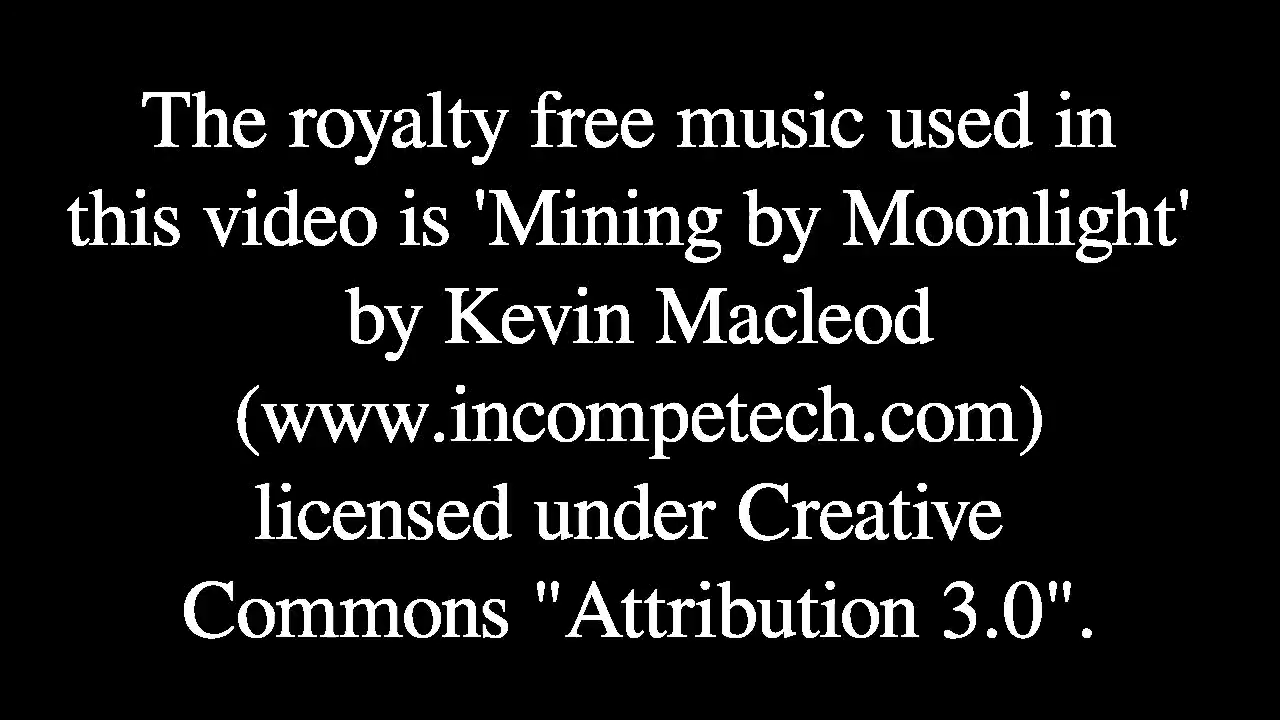 The royalty free music used in
this video is 'Mining by Moonlight'
by Kevin Macleod
(www.incompetech.com)
licensed under Creative
Commons "Attribution 3.0".